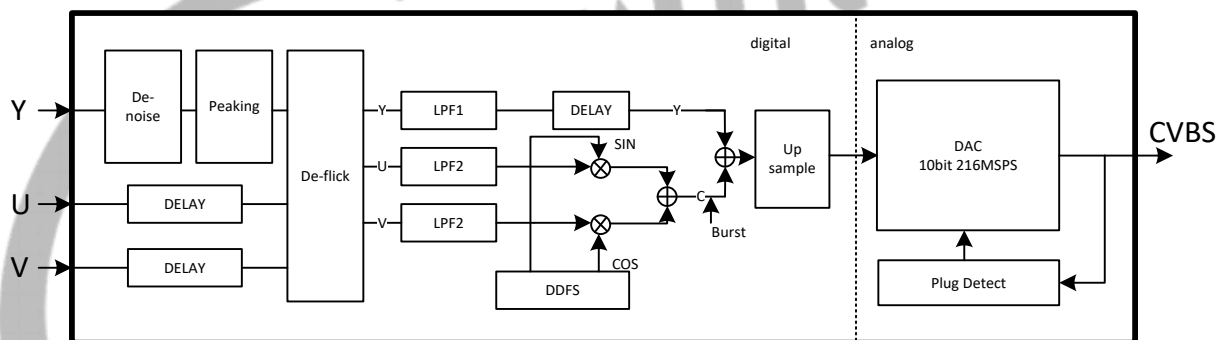 digital
analog
Y
De-
noise
Peaking
De-flick
Y
LPF1
DELAY
Y
SIN
U
LPF2
U
DELAY
V
LPF2
C
Burst
V
DELAY
COS
DDFS
Up
sample
DAC
10bit 216MSPS
CVBS
Plug Detect